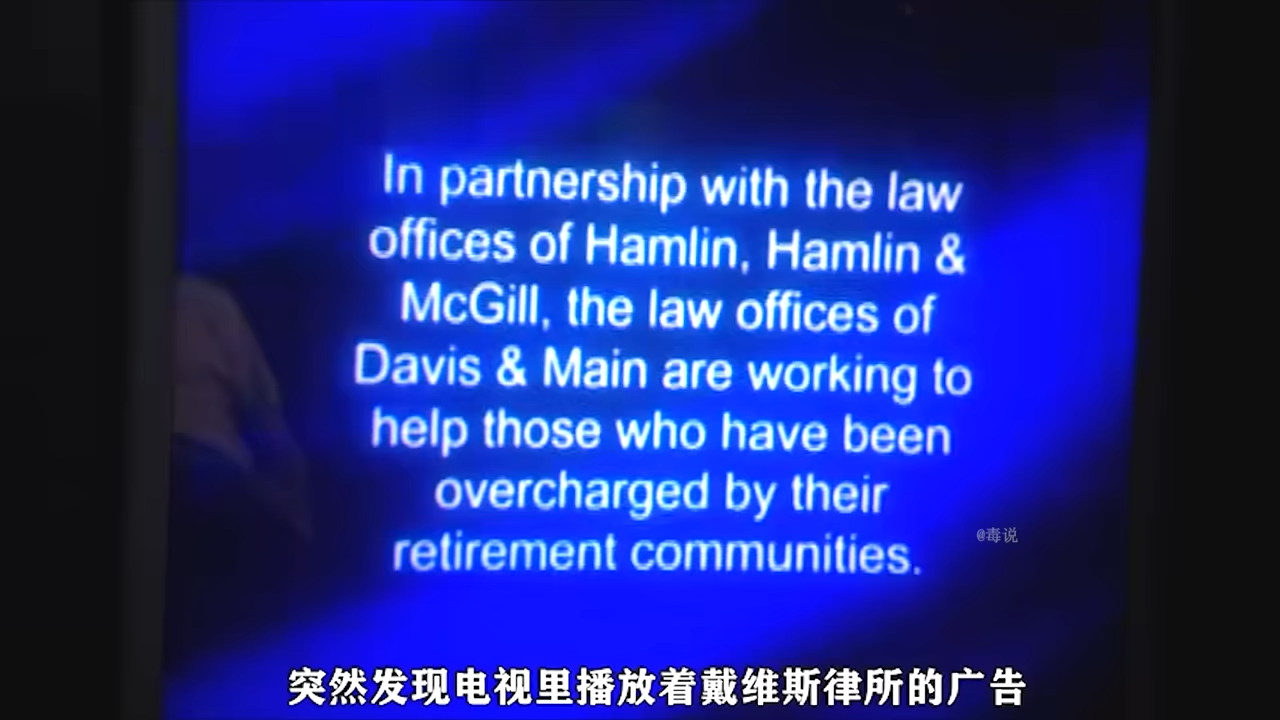 In partnership with the law
offices of Hamlin, Hamlin &
McGill, the law offices of
Davis & Main are working to
help those who have been
overcharged by their
retirement communities.
@毒说
突然发现电视里播放着戴维斯律所的广告